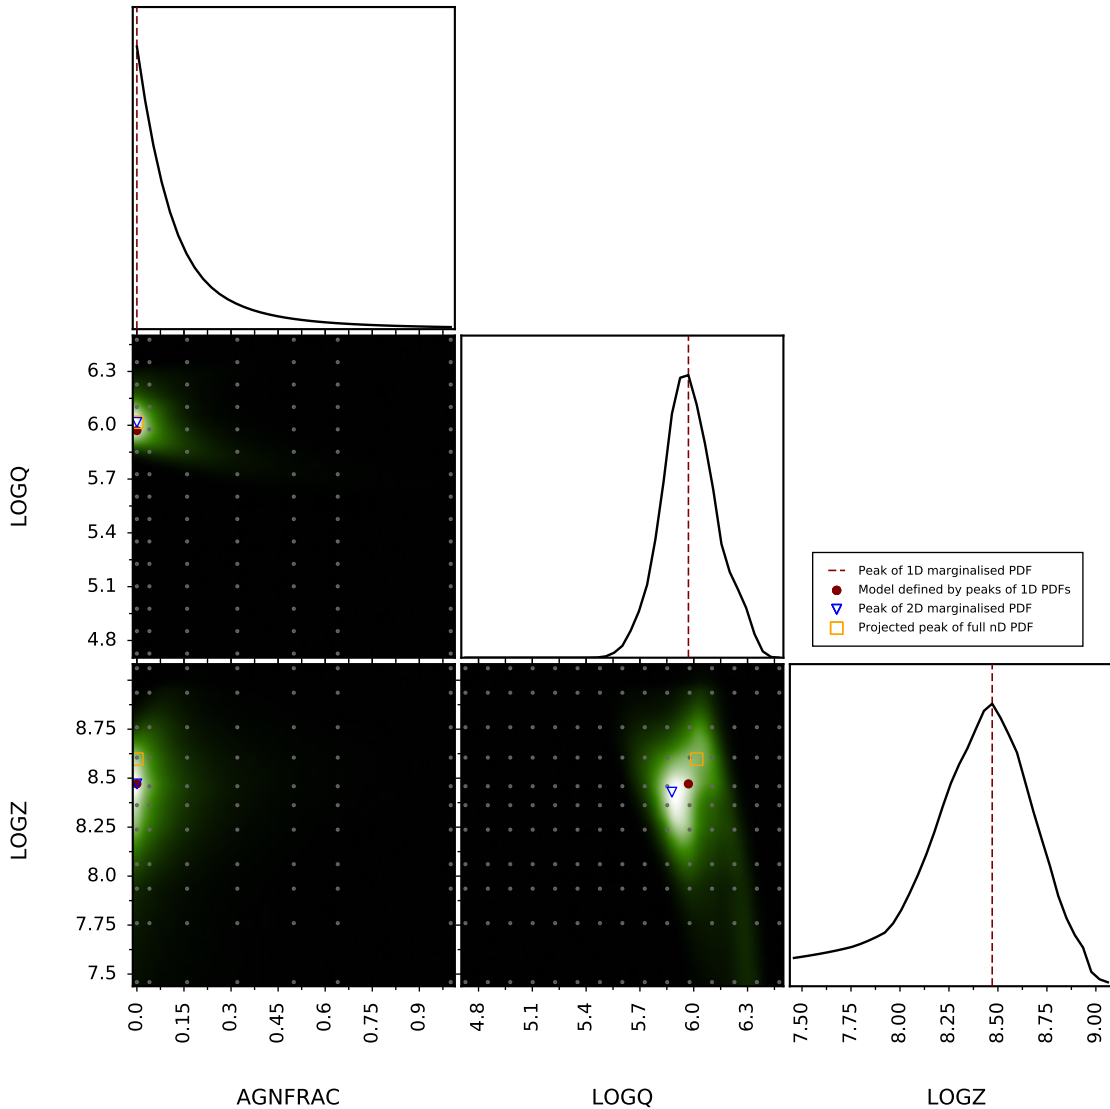 6.3
6.0
5.7
5.4
5.1
4.8
LOGQ
Peak of 1D marginalised PDF
Model defined by peaks of 1D PDFs
Peak of 2D marginalised PDF
Projected peak of full nD PDF
8.75
8.5
8.25
8.0
7.75
7.5
LOGZ
0.0 0.15 0.3 0.45 0.6 0.75 0.9
4.8 5.1 5.4 5.7 6.0 6.3
7.50 7.75 8.00 8.25 8.50 8.75 9.00
AGNFRAC
LOGQ
LOGZ